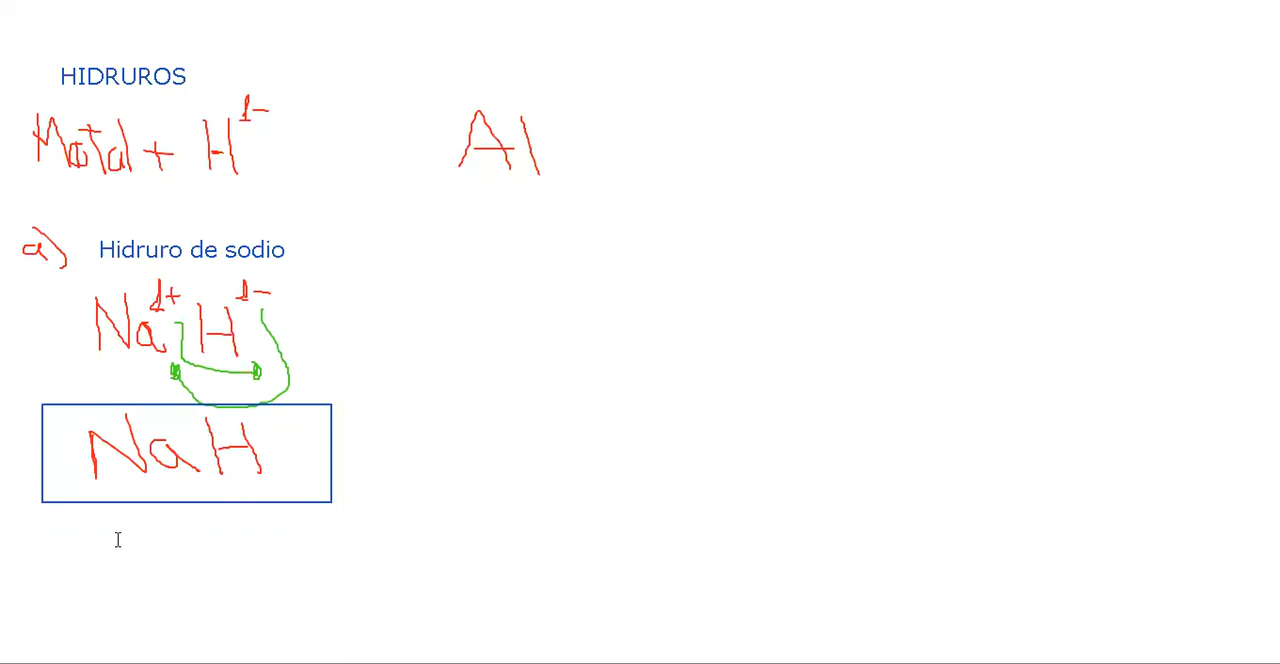 HIDRUROS
Metal + H¹⁻
Al
a) Hidruro de sodio
Na¹⁺H¹⁻
NaH